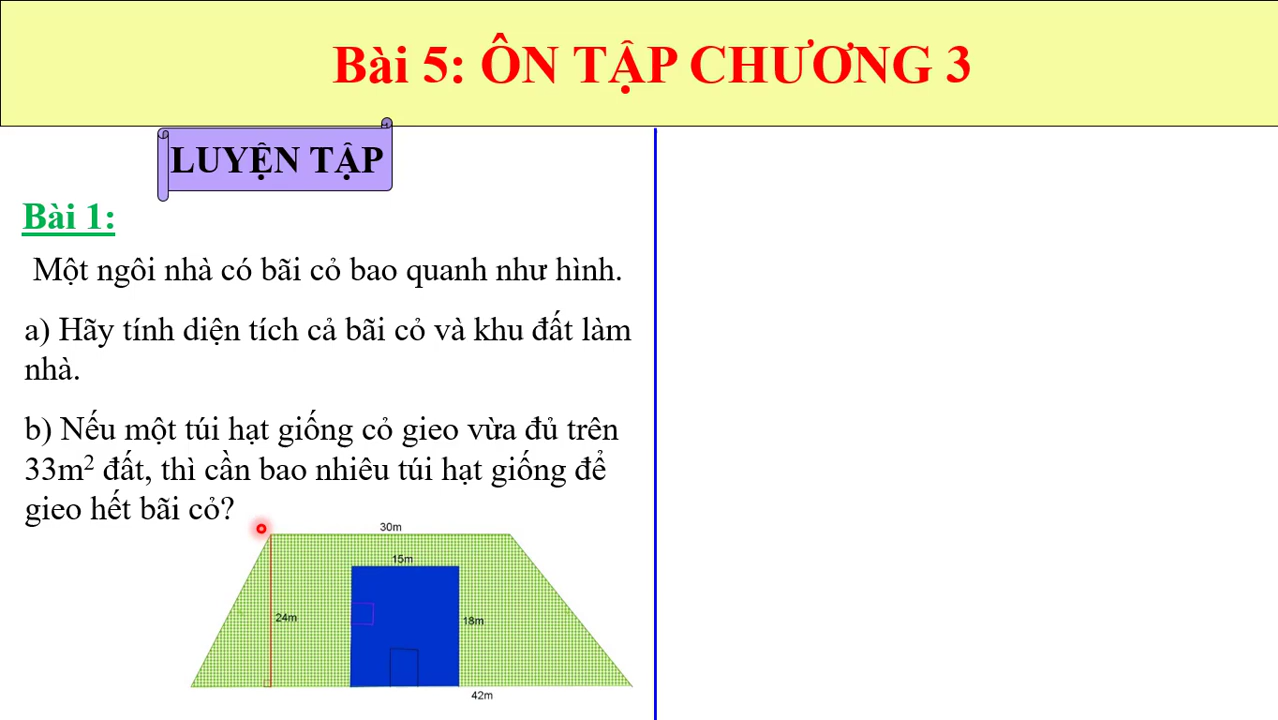 Bài 5: ÔN TẬP CHƯƠNG 3
LUYỆN TẬP
Bài 1:
Một ngôi nhà có bãi cỏ bao quanh như hình.
a) Hãy tính diện tích cả bãi cỏ và khu đất làm
nhà.
b) Nếu một túi hạt giống cỏ gieo vừa đủ trên
33m² đất, thì cần bao nhiêu túi hạt giống để
gieo hết bãi cỏ?
30m
15m
24m
18m
42m